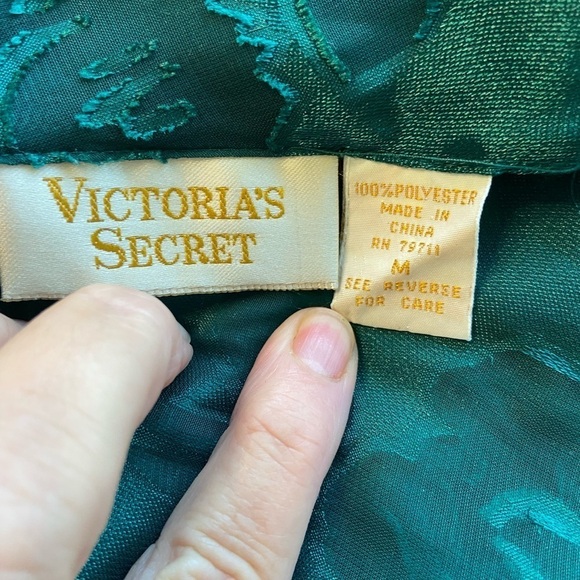 VICTORIA'S
SECRET
100%POLYESTER
MADE IN
CHINA
RN 79711
M
SEE REVERSE
FOR CARE